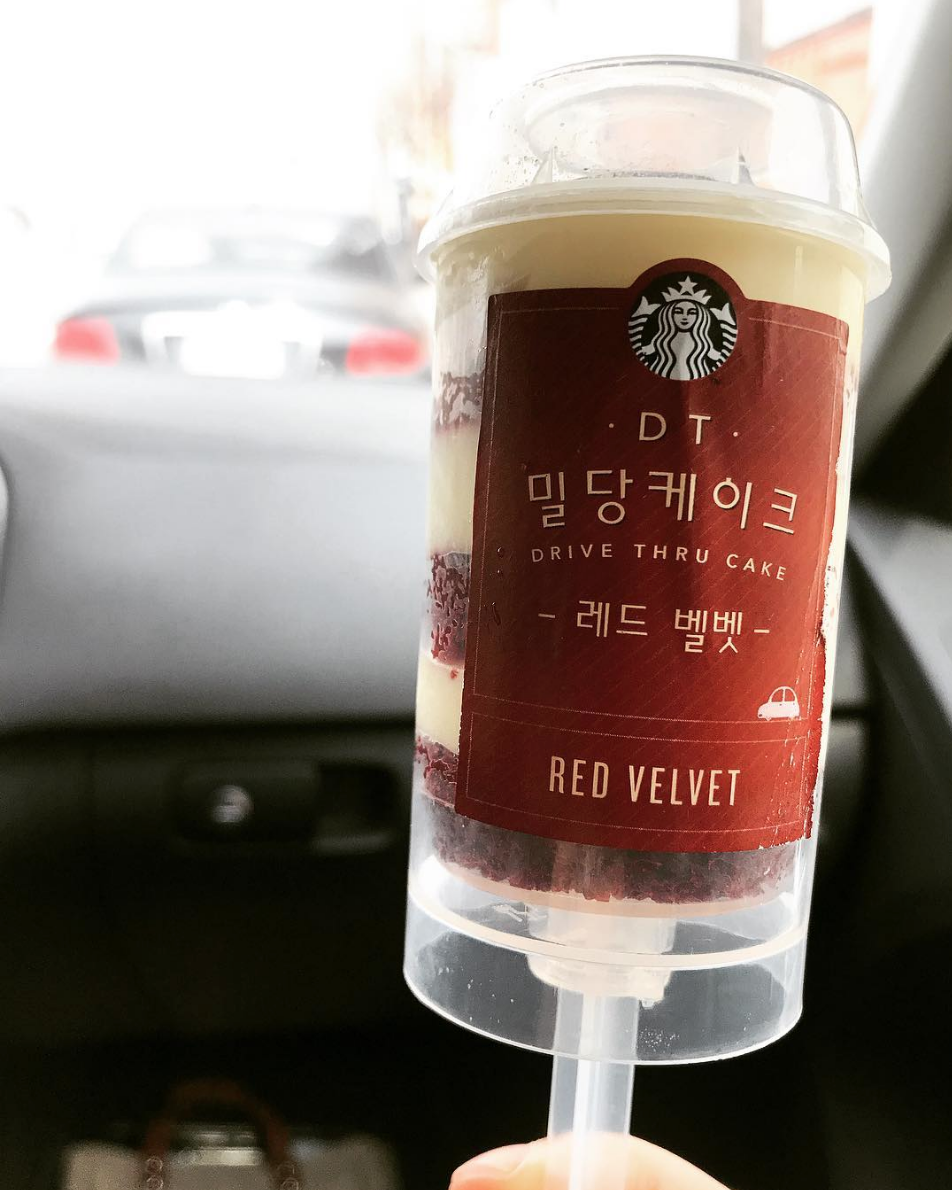 · D T ·
밀당케이크
DRIVE THRU CAKE
– 레드 벨벳 –
RED VELVET